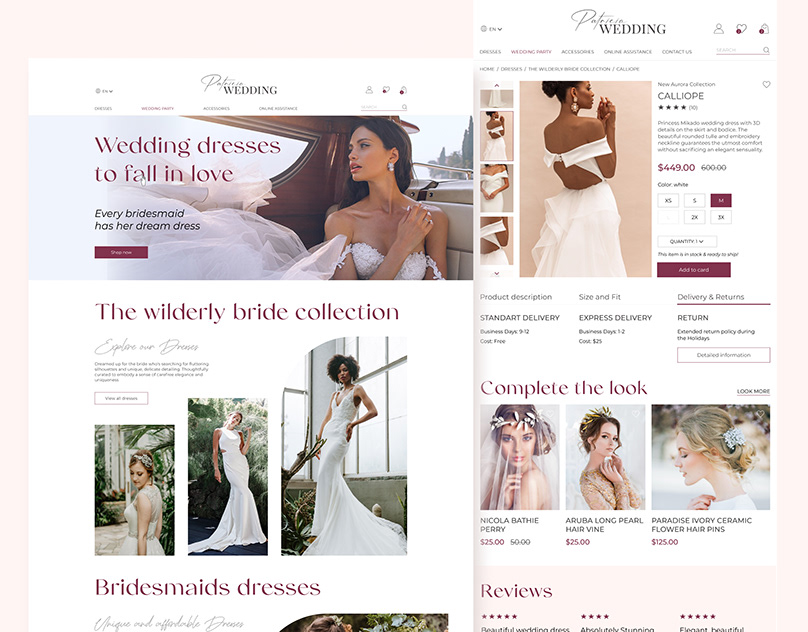 EN
Patricia
WEDDING
DRESSES
WEDDING PARTY
ACCESSORIES
ONLINE ASSISTANCE
SEARCH
Wedding dresses
to fall in love
Every bridesmaid
has her dream dress
Shop now
The wilderly bride collection
Explore our Dresses
Dreamed up for the bride who's searching for fluttering
silhouettes and unique, delicate detailing. Thoughtfully
curated to embody a sense of carefree elegance and
uniqueness
View all dresses
Bridesmaids dresses
Unique and affordable Dresses
EN
Patricia
WEDDING
DRESSES
WEDDING PARTY
ACCESSORIES
ONLINE ASSISTANCE
CONTACT US
SEARCH
HOME / DRESSES / THE WILDERLY BRIDE COLLECTION / CALLIOPE
New Aurora Collection
CALLIOPE
(10)
Princess Mikado wedding dress with 3D
details on the skirt and bodice. The
beautiful rounded tulle and embroidery
neckline guarantees the utmost comfort
without sacrificing an elegant sensuality.
$449.00 600.00
Color: white
XS S M
2X 3X
QUANTITY: 1
This item is in stock & ready to ship!
Add to card
Product description
Size and Fit
Delivery & Returns
STANDART DELIVERY
Business Days: 9-12
Cost: Free
EXPRESS DELIVERY
Business Days: 1-2
Cost: $25
RETURN
Extended return policy during
the Holidays
Detailed information
Complete the look
LOOK MORE
NICOLA BATHIE
PERRY
$25.00 50.00
ARUBA LONG PEARL
HAIR VINE
$25.00
PARADISE IVORY CERAMIC
FLOWER HAIR PINS
$125.00
Reviews
Beautiful wedding dress
Absolutely Stunning
Elegant, beautiful